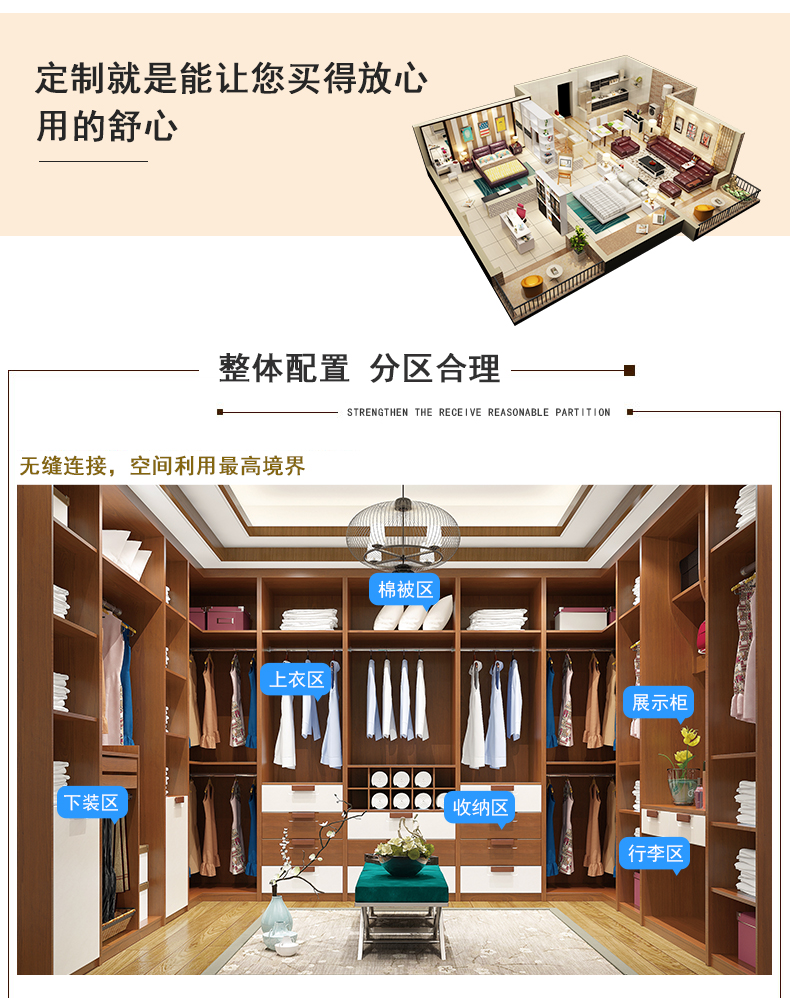 定制就是能让您买得放心
用的舒心
整体配置 分区合理
STRENGTHEN THE RECEIVE REASONABLE PARTITION
无缝连接，空间利用最高境界
棉被区
上衣区
展示柜
下装区
收纳区
行李区